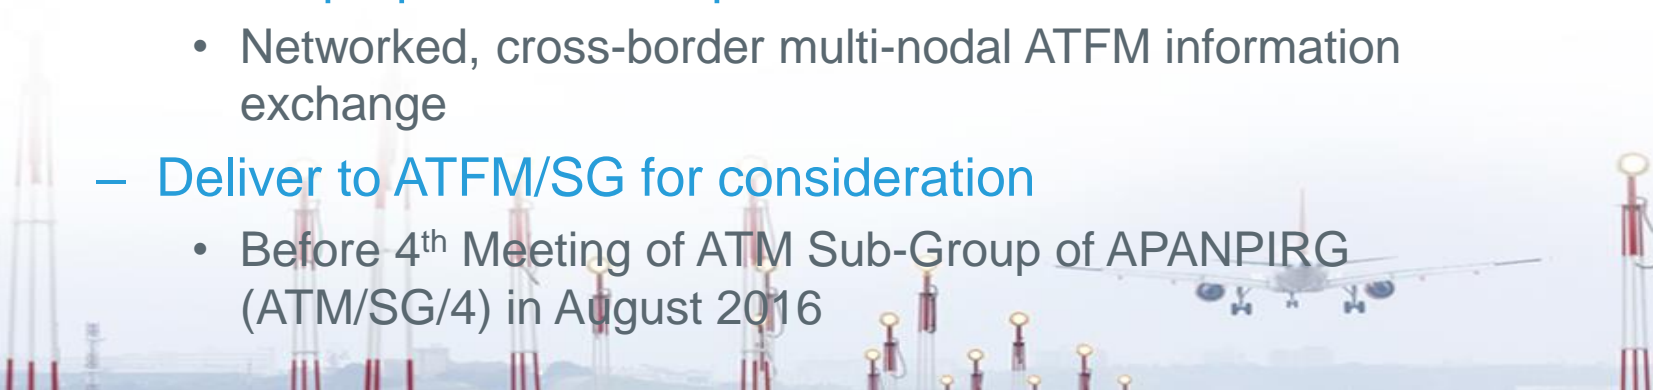 • Networked, cross-border multi-nodal ATFM information
exchange
– Deliver to ATFM/SG for consideration
• Before 4th Meeting of ATM Sub-Group of APANPIRG
(ATM/SG/4) in August 2016